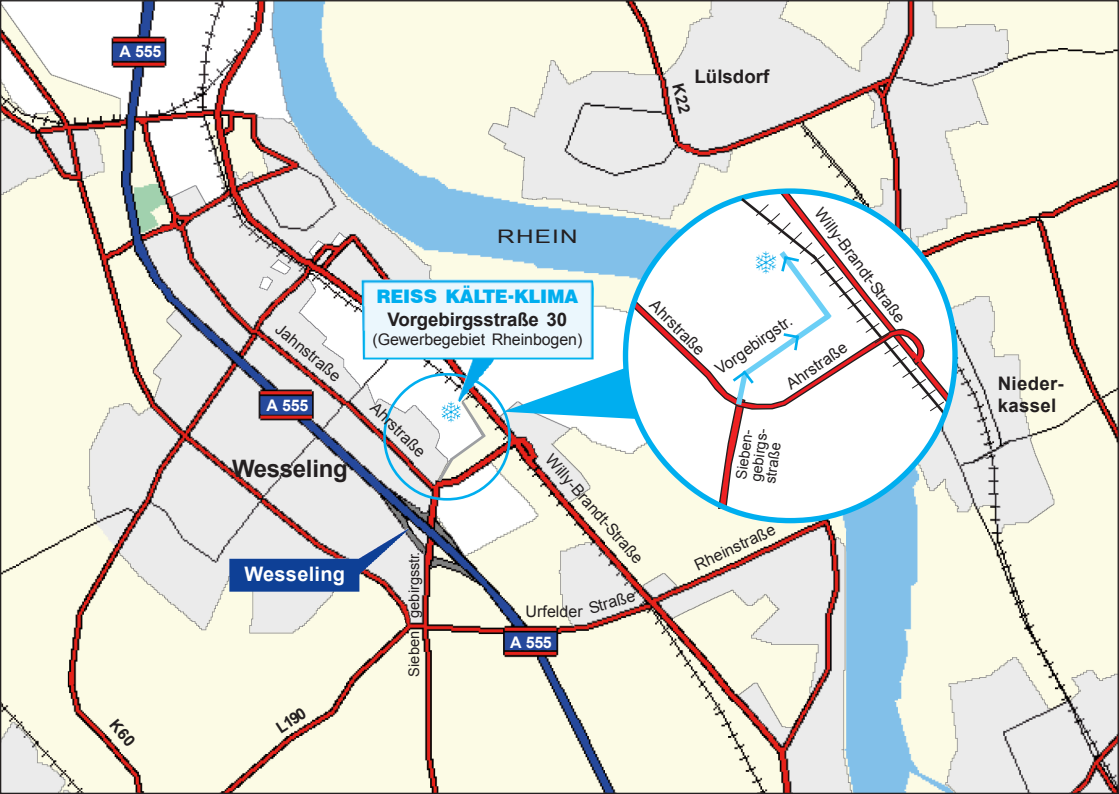 A 555
Lülsdorf
K22
RHEIN
Willy-Brandt-Straße
REISS KÄLTE-KLIMA
Vorgebirgsstraße 30
(Gewerbegebiet Rheinbogen)
Ahrstraße
Vorgebirgstr.
Ahrstraße
Jahnstraße
Nieder-
kassel
A 555
Ahrstraße
Sieben-
gebirgs-
straße
Wesseling
Willy-Brandt-Straße
Rheinstraße
Wesseling
Sieben gebirgsstr.
Urfelder Straße
A 555
K60
L190